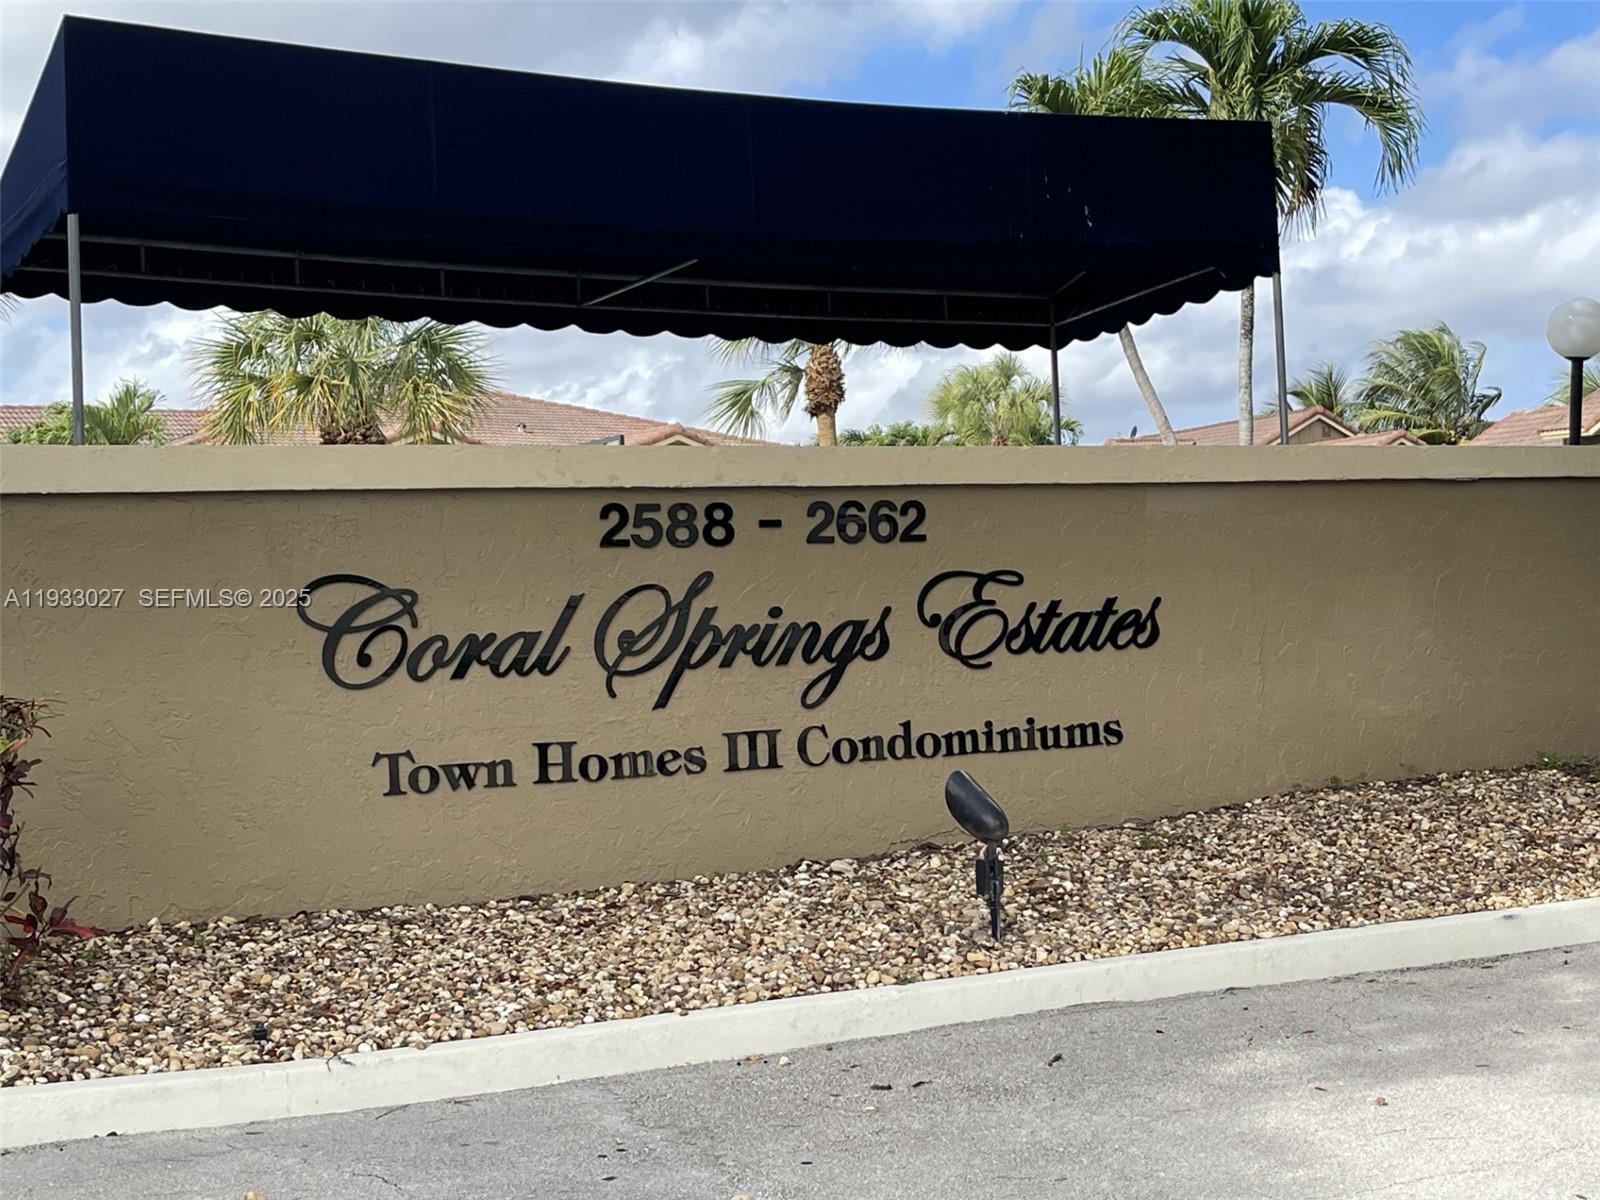 2588 - 2662
A11933027 SEFMLS© 2025
Coral Springs Estates
Town Homes III Condominiums